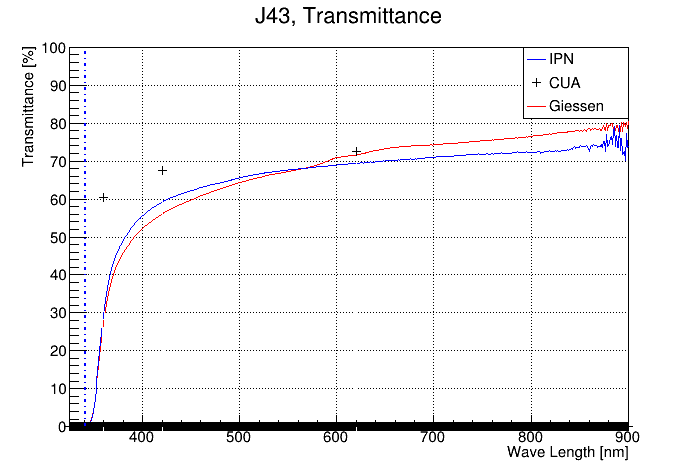 J43, Transmittance
Transmittance [%]
100
90
80
70
60
50
40
30
20
10
0
IPN
CUA
Giessen
400 500 600 700 800 900
Wave Length [nm]